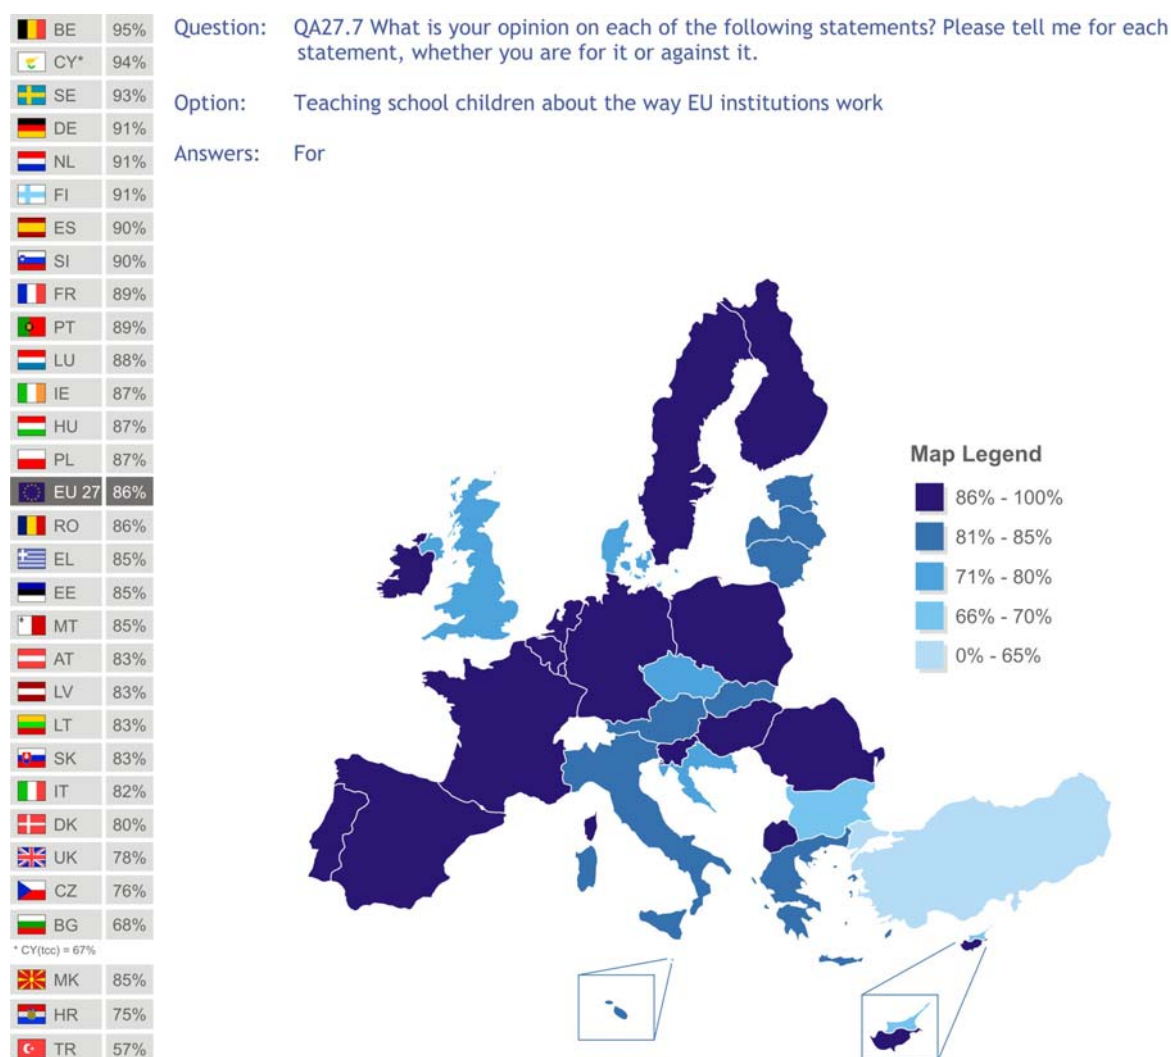 Question: QA27.7 What is your opinion on each of the following statements? Please tell me for each
statement, whether you are for it or against it.
Option: Teaching school children about the way EU institutions work
Answers: For
BE 95%
CY* 94%
SE 93%
DE 91%
NL 91%
FI 91%
ES 90%
SI 90%
FR 89%
PT 89%
LU 88%
IE 87%
HU 87%
PL 87%
EU 27 86%
RO 86%
EL 85%
EE 85%
MT 85%
AT 83%
LV 83%
LT 83%
SK 83%
IT 82%
DK 80%
UK 78%
CZ 76%
BG 68%
* CY(tcc) = 67%
MK 85%
HR 75%
TR 57%
Map Legend
86% - 100%
81% - 85%
71% - 80%
66% - 70%
0% - 65%